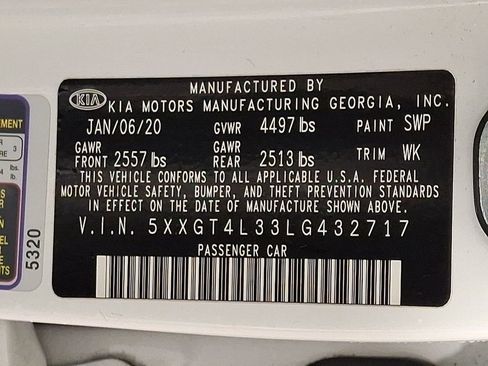 KIA
MANUFACTURED BY
KIA MOTORS MANUFACTURING GEORGIA, INC.
JAN/06/20 GVWR 4497 lbs PAINT SWP
GAWR FRONT 2557 lbs GAWR REAR 2513 lbs TRIM WK
THIS VEHICLE CONFORMS TO ALL APPLICABLE U.S.A. FEDERAL
MOTOR VEHICLE SAFETY, BUMPER, AND THEFT PREVENTION STANDARDS
IN EFFECT ON THE DATE OF MANUFACTURE SHOWN ABOVE.
V.I.N. 5XXGT4L33LG432717
PASSENGER CAR
5320